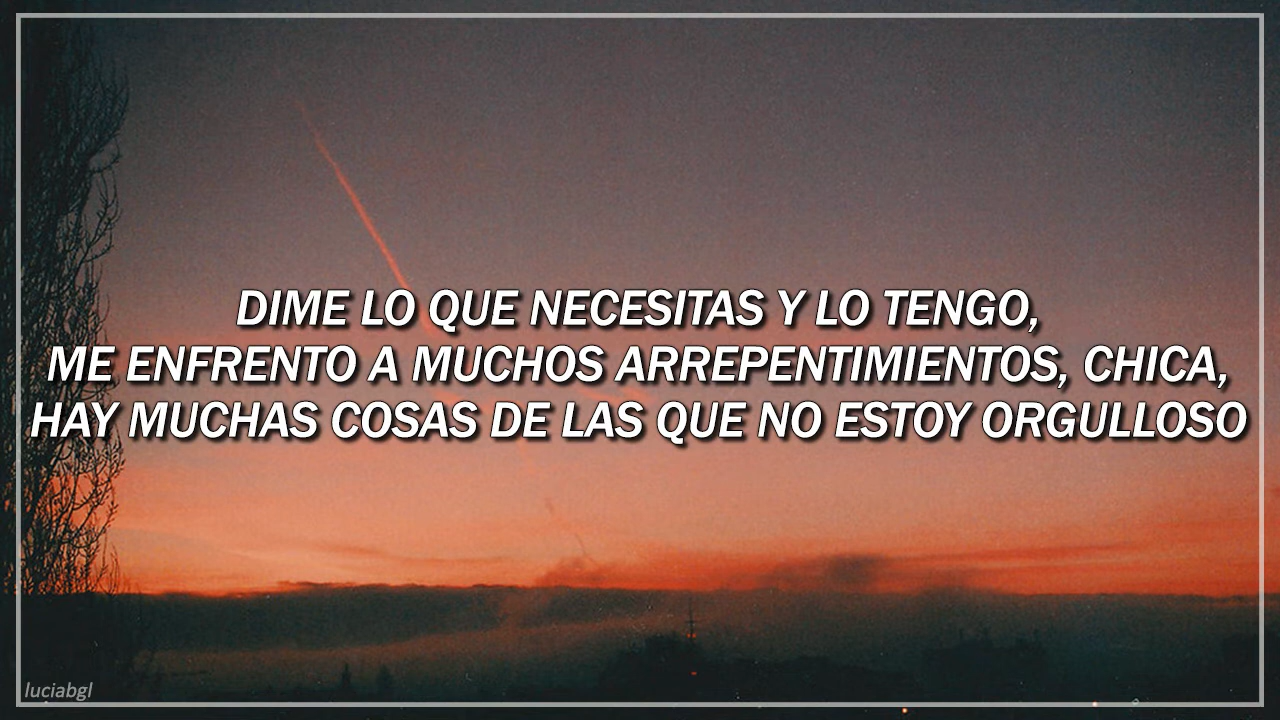 DIME LO QUE NECESITAS Y LO TENGO,
ME ENFRENTO A MUCHOS ARREPENTIMIENTOS, CHICA,
HAY MUCHAS COSAS DE LAS QUE NO ESTOY ORGULLOSO
luciabgl